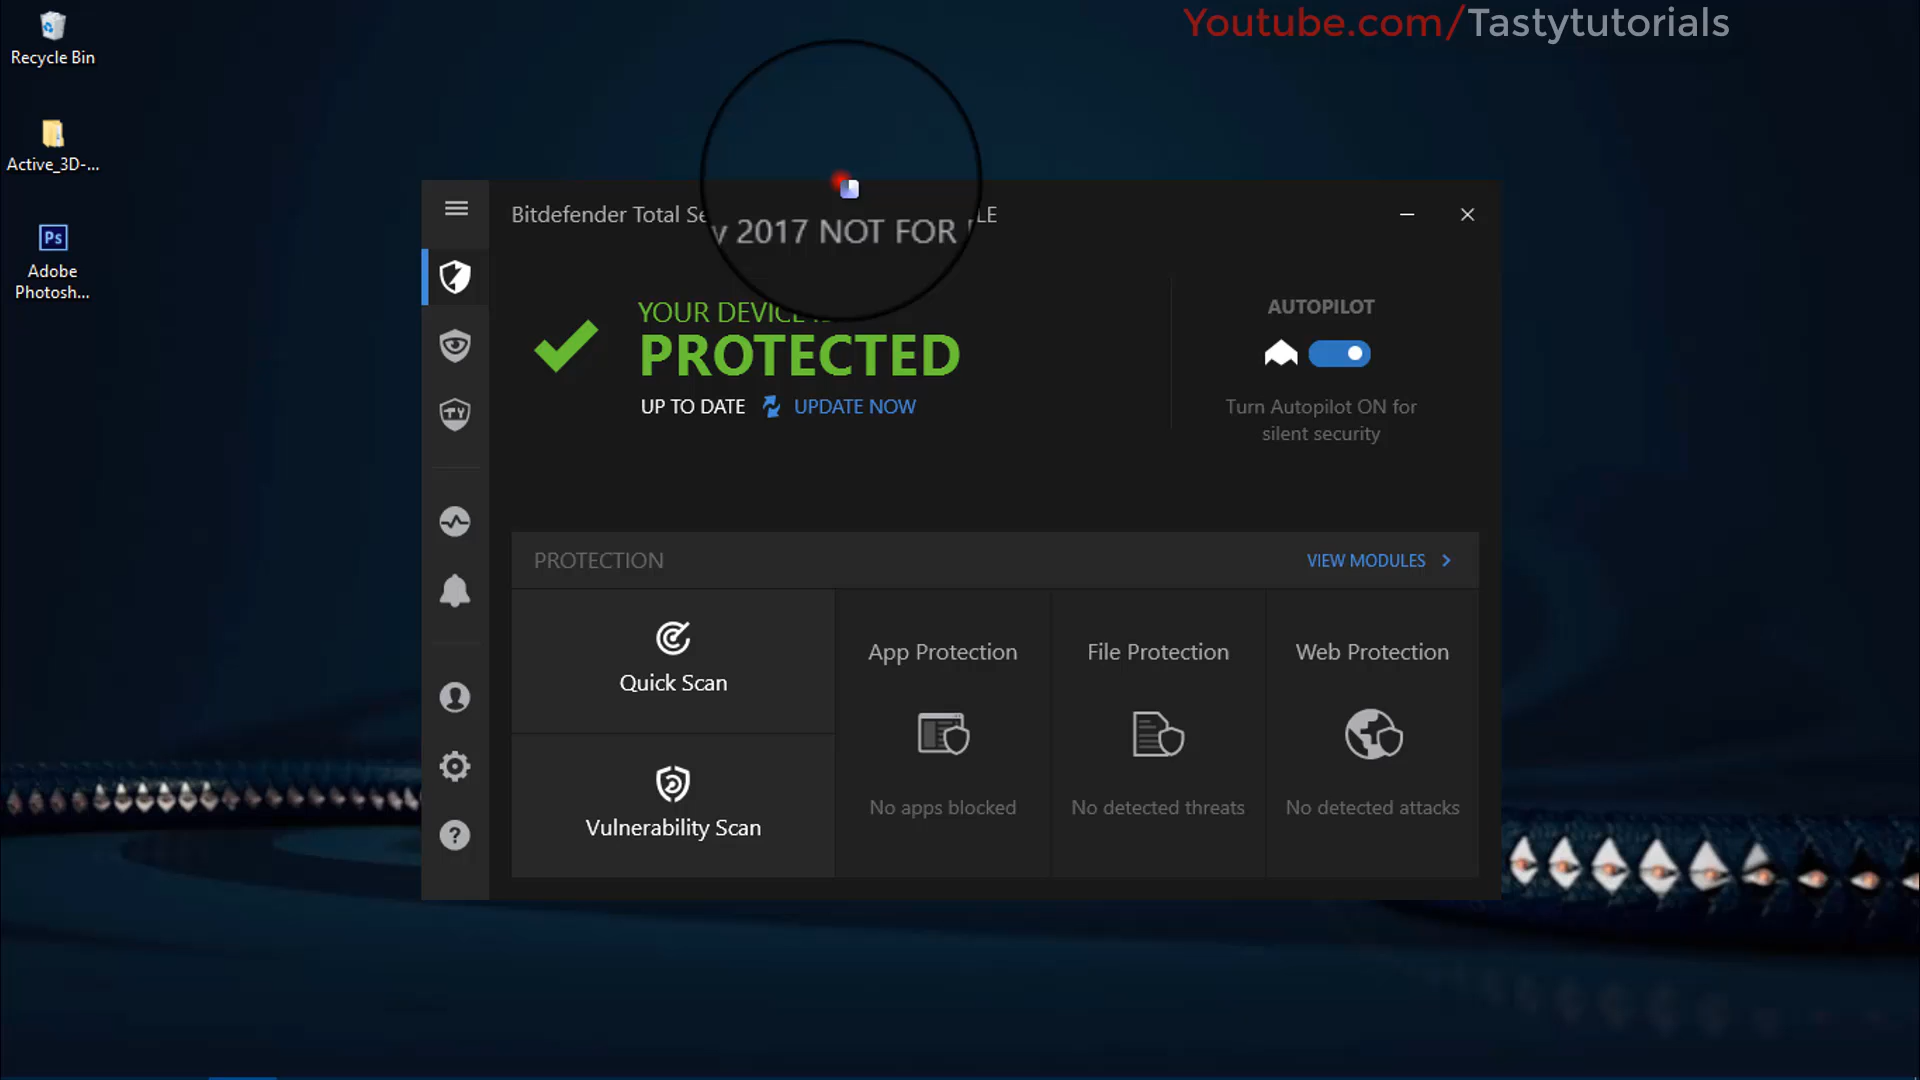 Youtube.com/Tastytutorials
Recycle Bin
Active_3D-...
Ps
Adobe
Photosh...
Bitdefender Total Se
y 2017 NOT FOR
LE
YOUR DEVICE
PROTECTED
UP TO DATE UPDATE NOW
AUTOPILOT
Turn Autopilot ON for
silent security
PROTECTION
VIEW MODULES
Quick Scan
Vulnerability Scan
App Protection
No apps blocked
File Protection
No detected threats
Web Protection
No detected attacks